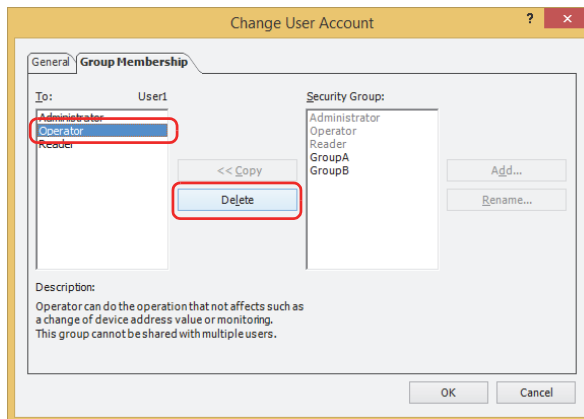 Change User Account
?
×
General
Group Membership
To:
User1
Administrator
Operator
Reader
<< Copy
Delete
Security Group:
Administrator
Operator
Reader
GroupA
GroupB
Add...
Rename...
Description:
Operator can do the operation that not affects such as
a change of device address value or monitoring.
This group cannot be shared with multiple users.
OK
Cancel